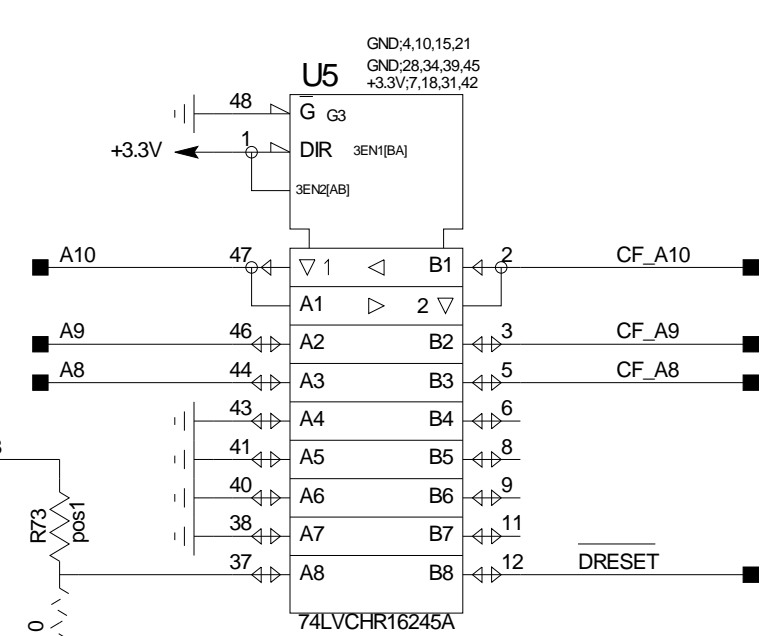 GND;4,10,15,21
GND;28,34,39,45
+3.3V;7,18,31,42
U5
48 G G3
+3.3V 1 DIR 3EN1[BA]
3EN2[AB]
A10 47 1 B1 2 CF_A10
A1 2
A9 46 A2 B2 3 CF_A9
A8 44 A3 B3 5 CF_A8
43 A4 B4 6
41 A5 B5 8
40 A6 B6 9
38 A7 B7 11
R73 pos1
37 A8 B8 12 DRESET
0
74LVCHR16245A